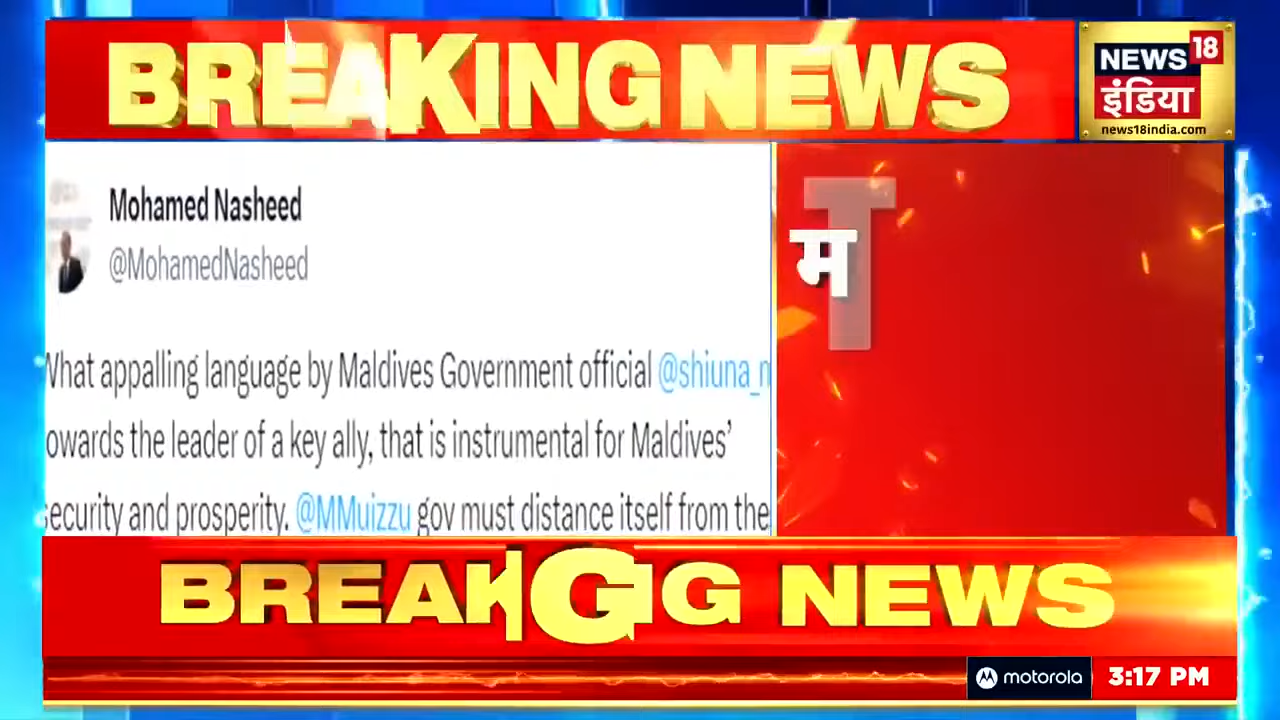 BREAKING NEWS
NEWS18
इंडिया
news18india.com
Mohamed Nasheed
@MohamedNasheed
What appalling language by Maldives Government official @shiuna_
owards the leader of a key ally, that is instrumental for Maldives’
security and prosperity. @MMuizzu gov must distance itself from the
म
NEWS
motorola
3:17 PM